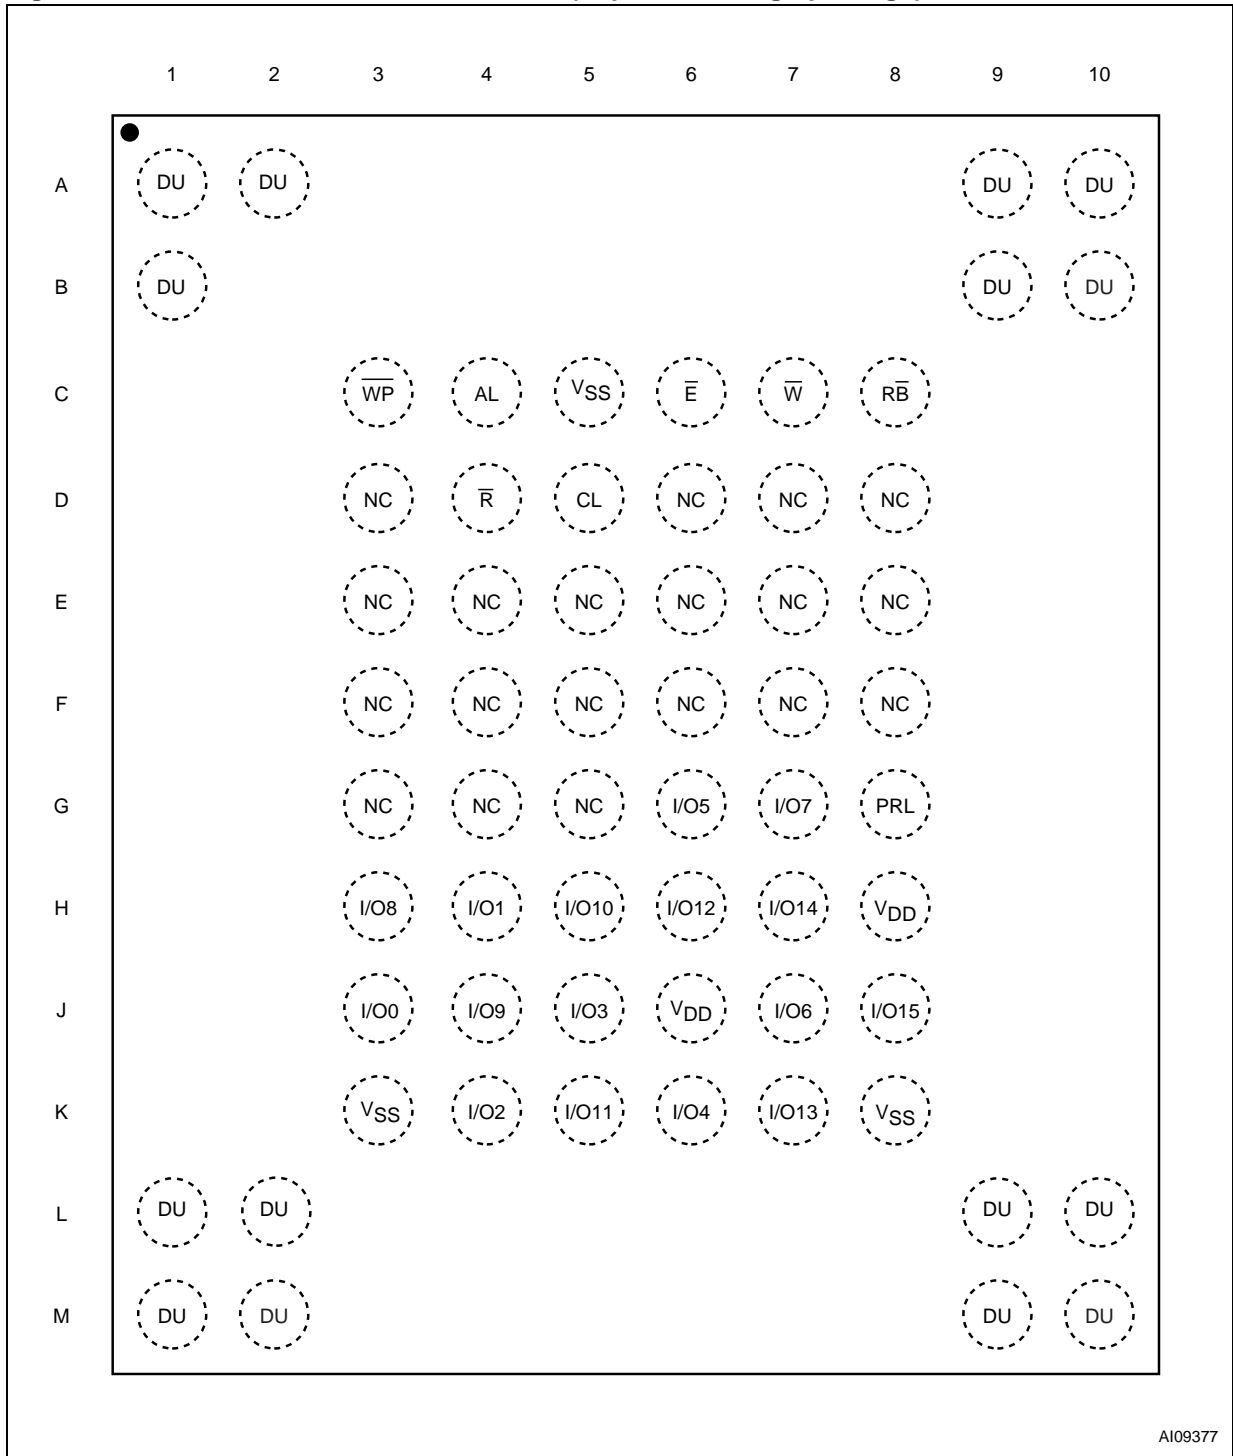 1 2 3 4 5 6 7 8 9 10
A DU DU DU DU
B DU DU DU
C W̅P̅ AL VSS E̅ W̅ RB̅
D NC R̅ CL NC NC NC
E NC NC NC NC NC NC
F NC NC NC NC NC NC
G NC NC NC I/O5 I/O7 PRL
H I/O8 I/O1 I/O10 I/O12 I/O14 VDD
J I/O0 I/O9 I/O3 VDD I/O6 I/O15
K VSS I/O2 I/O11 I/O4 I/O13 VSS
L DU DU DU DU
M DU DU DU DU
AI09377